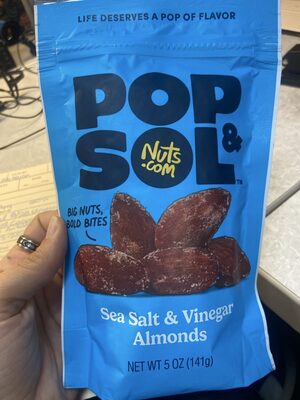 LIFE DESERVES A POP OF FLAVOR
POP
& SOL™
Nuts
.com
BIG NUTS,
BOLD BITES
Sea Salt & Vinegar
Almonds
NET WT 5 OZ (141g)